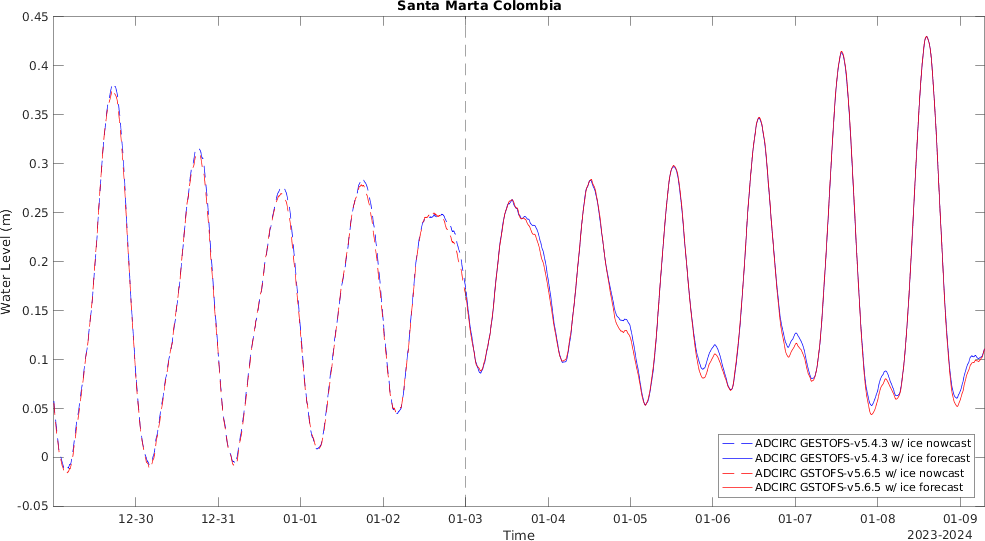 Santa Marta Colombia
Water Level (m)
0.45
0.4
0.35
0.3
0.25
0.2
0.15
0.1
0.05
0
-0.05
ADCIRC GESTOFS-v5.4.3 w/ ice nowcast
ADCIRC GESTOFS-v5.4.3 w/ ice forecast
ADCIRC GSTOFS-v5.6.5 w/ ice nowcast
ADCIRC GSTOFS-v5.6.5 w/ ice forecast
12-30 12-31 01-01 01-02 01-03 01-04 01-05 01-06 01-07 01-08 01-09
Time
2023-2024